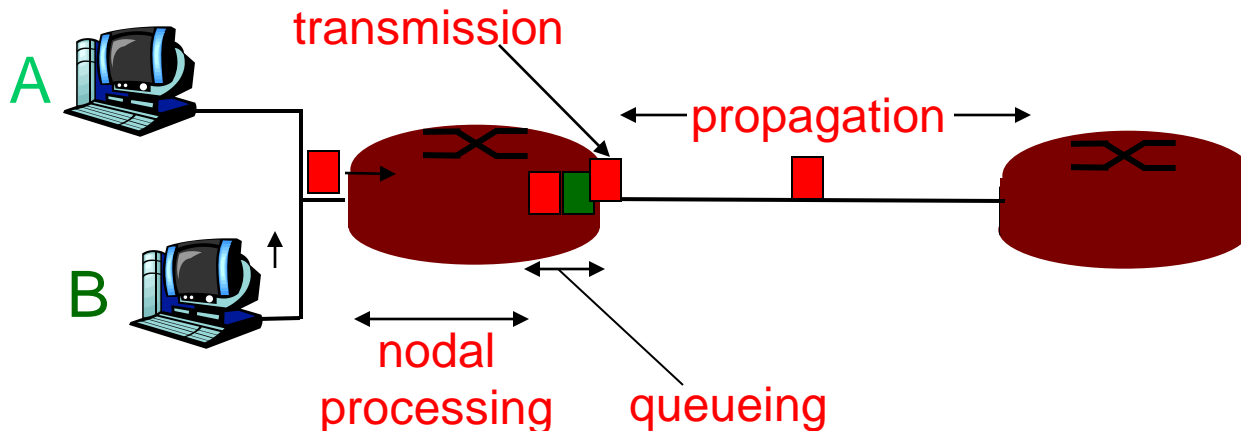 transmission
A
propagation
B
nodal
processing
queueing